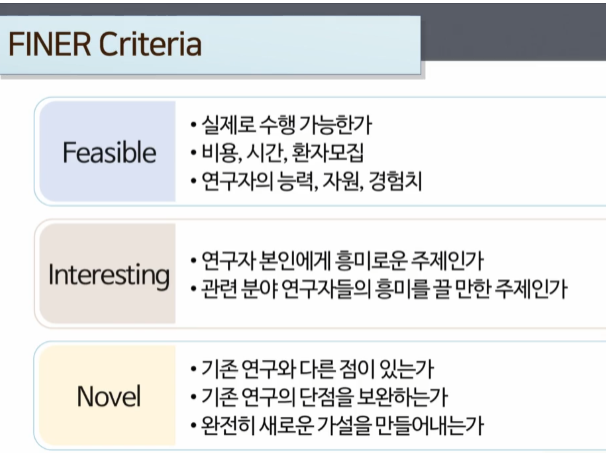 FINER Criteria
Feasible
• 실제로 수행 가능한가
• 비용, 시간, 환자모집
• 연구자의 능력, 자원, 경험치
Interesting
• 연구자 본인에게 흥미로운 주제인가
• 관련 분야 연구자들의 흥미를 끌 만한 주제인가
Novel
• 기존 연구와 다른 점이 있는가
• 기존 연구의 단점을 보완하는가
• 완전히 새로운 가설을 만들어내는가